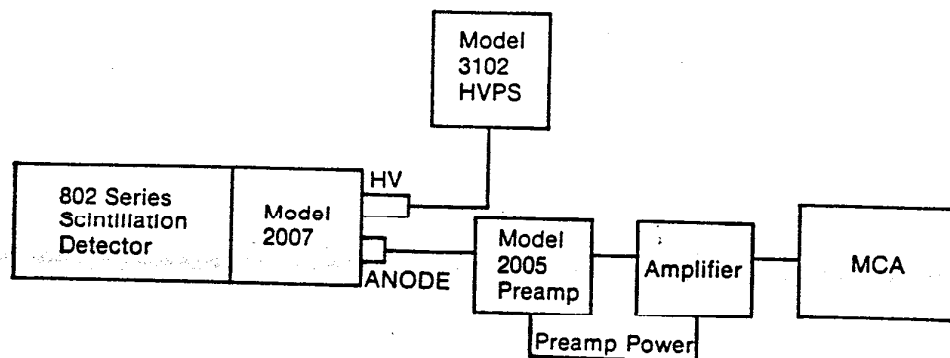 Model
3102
HVPS
HV
802 Series
Scintillation
Detector
Model
2007
ANODE
Model
2005
Preamp
Amplifier
MCA
Preamp Power